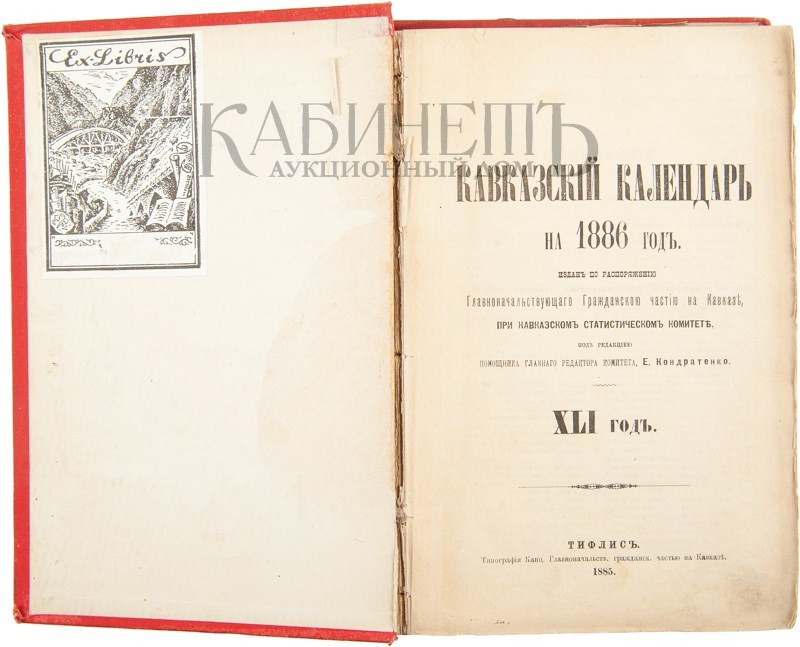 Ex-Libris
КАБИНЕТЪ
АУКЦИОННЫЙ ДОМ
КАВКАЗСКІЙ КАЛЕНДАРЬ
НА 1886 ГОДЪ.
ИЗДАНЪ ПО РАСПОРЯЖЕНІЮ
Главноначальствующаго Гражданскою частію на Кавказѣ,
ПРИ КАВКАЗСКОМЪ СТАТИСТИЧЕСКОМЪ КОМИТЕТѢ,
ПОДЪ РЕДАКЦІЕЮ
ПОМОЩНИКА ГЛАВНАГО РЕДАКТОРА КОМИТЕТА, Е. Кондратенко.
XLI ГОДЪ.
ТИФЛИСЪ.
Типографія Канц. Главноначальств. гражданск. частью на Кавказѣ.
1885.